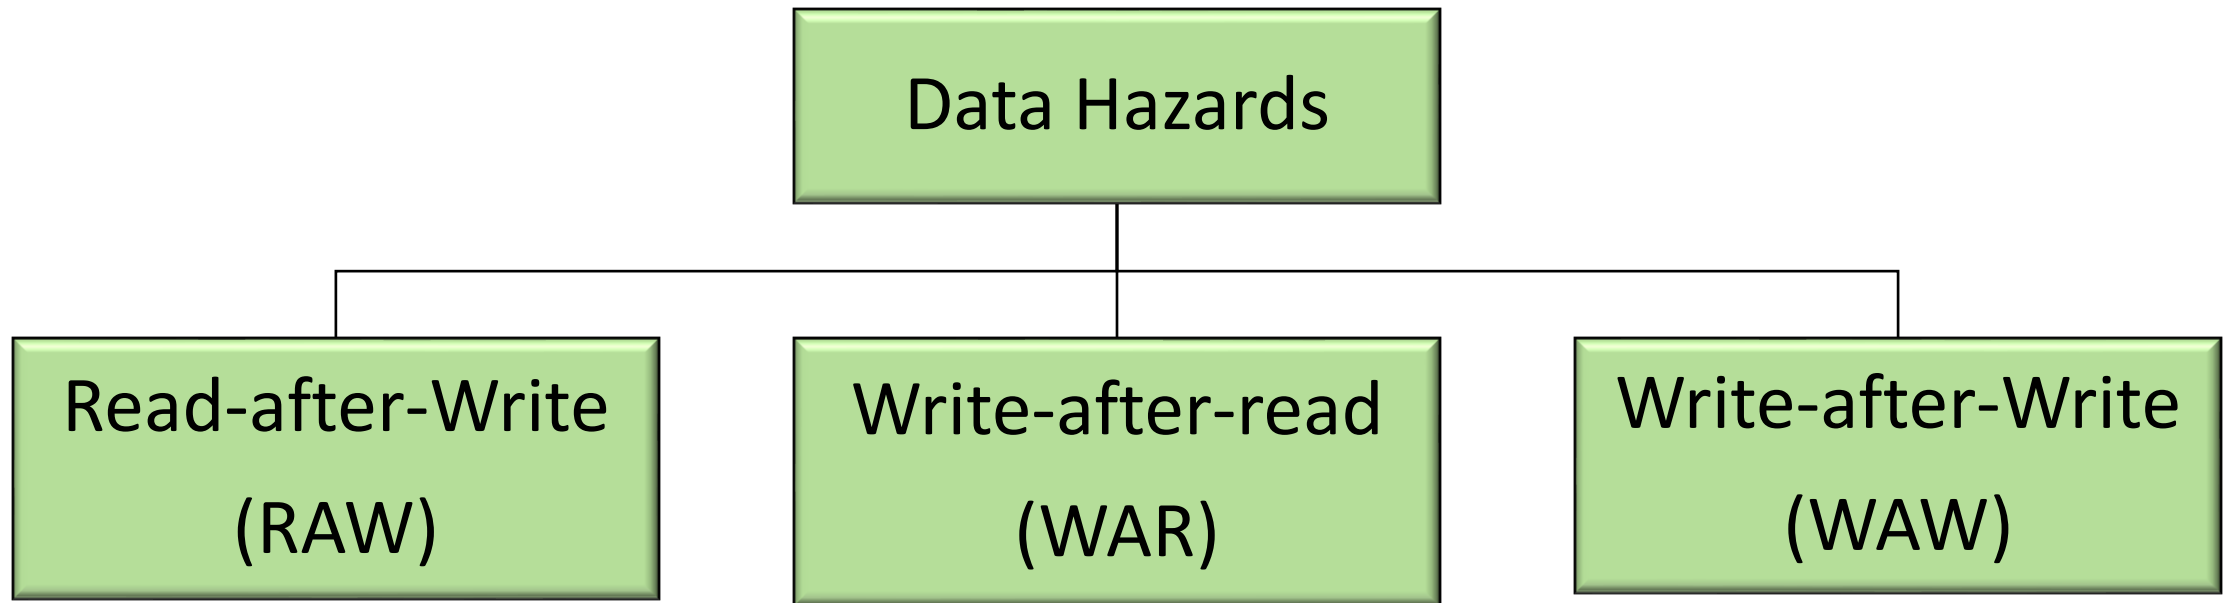 Data Hazards
Read-after-Write
(RAW)
Write-after-read
(WAR)
Write-after-Write
(WAW)